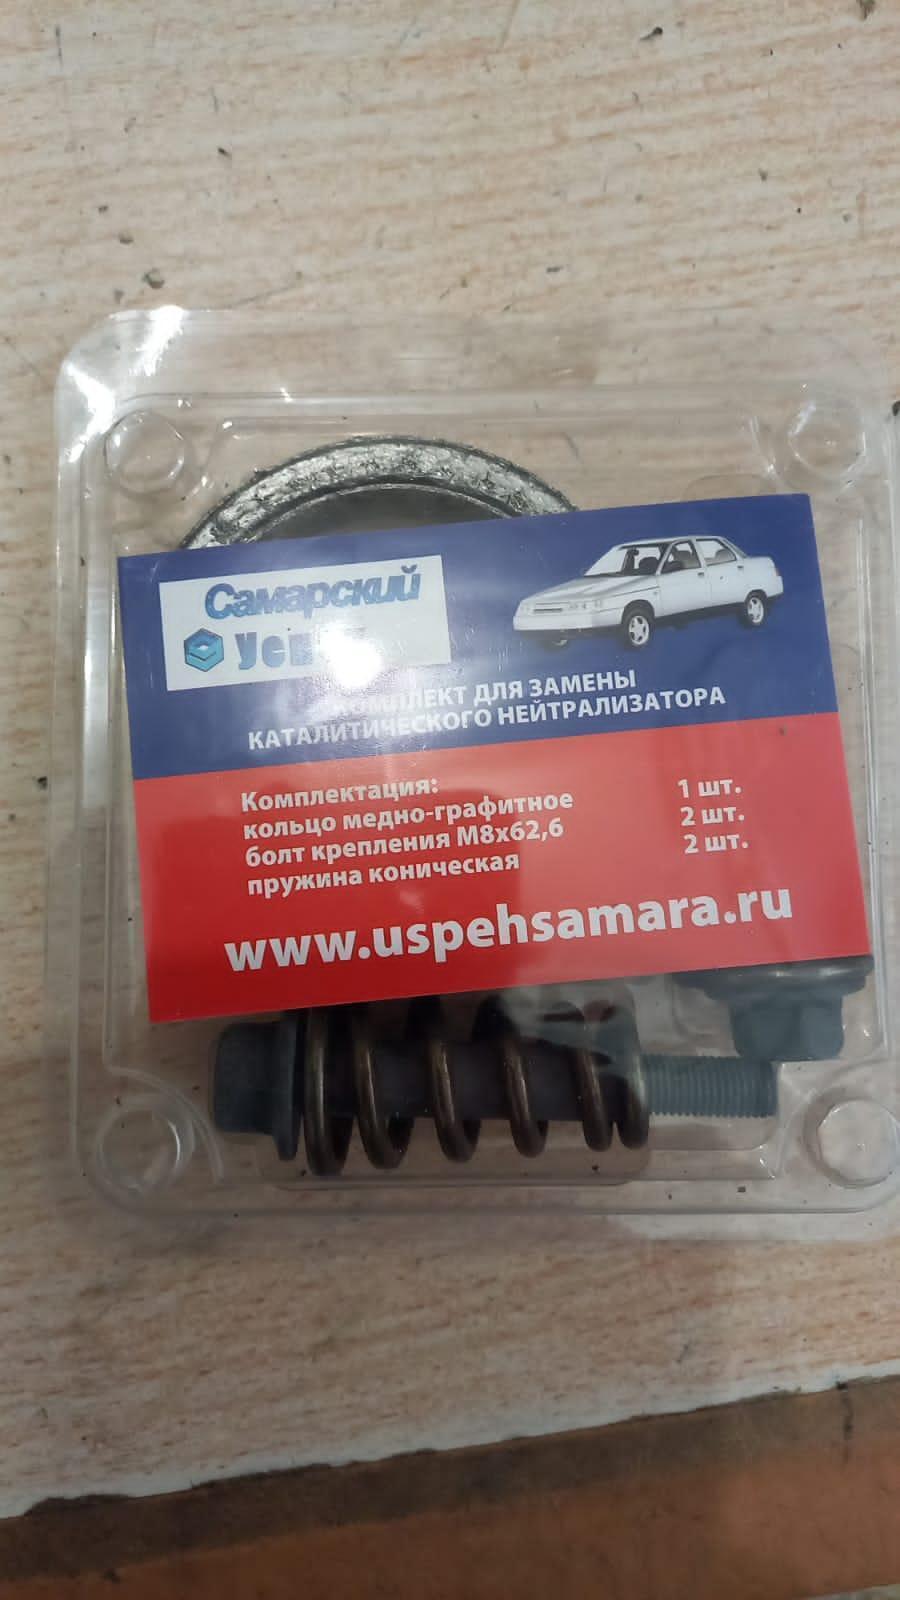 Самарский
КОМПЛЕКТ ДЛЯ ЗАМЕНЫ
КАТАЛИТИЧЕСКОГО НЕЙТРАЛИЗАТОРА
Комплектация:
кольцо медно-графитное 1 шт.
болт крепления М8х62,6 2 шт.
пружина коническая 2 шт.
www.uspehsamara.ru